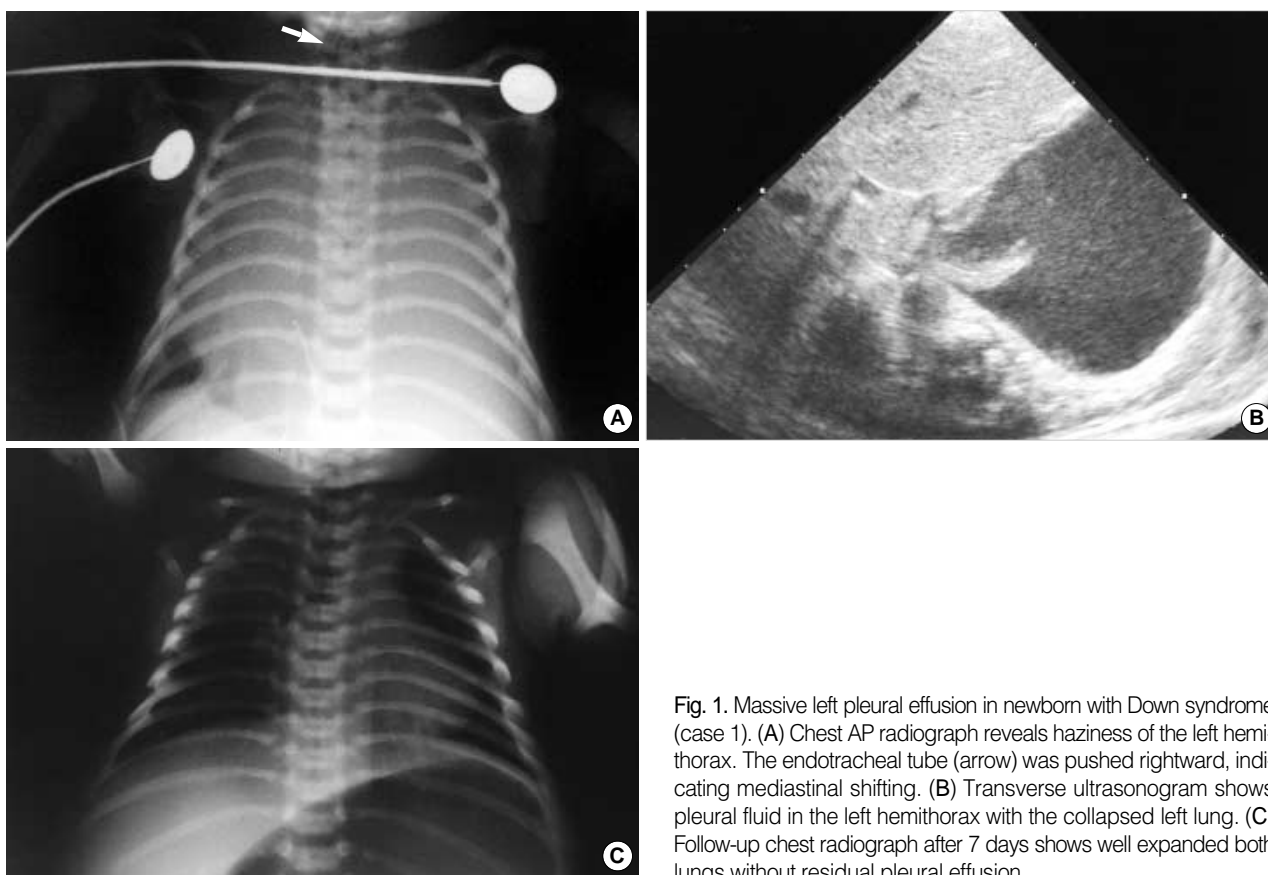 A
B
C
Fig. 1. Massive left pleural effusion in newborn with Down syndrome
(case 1). (A) Chest AP radiograph reveals haziness of the left hemi-
thorax. The endotracheal tube (arrow) was pushed rightward, indi-
cating mediastinal shifting. (B) Transverse ultrasonogram shows
pleural fluid in the left hemithorax with the collapsed left lung. (C
Follow-up chest radiograph after 7 days shows well expanded both
lungs without residual pleural effusion